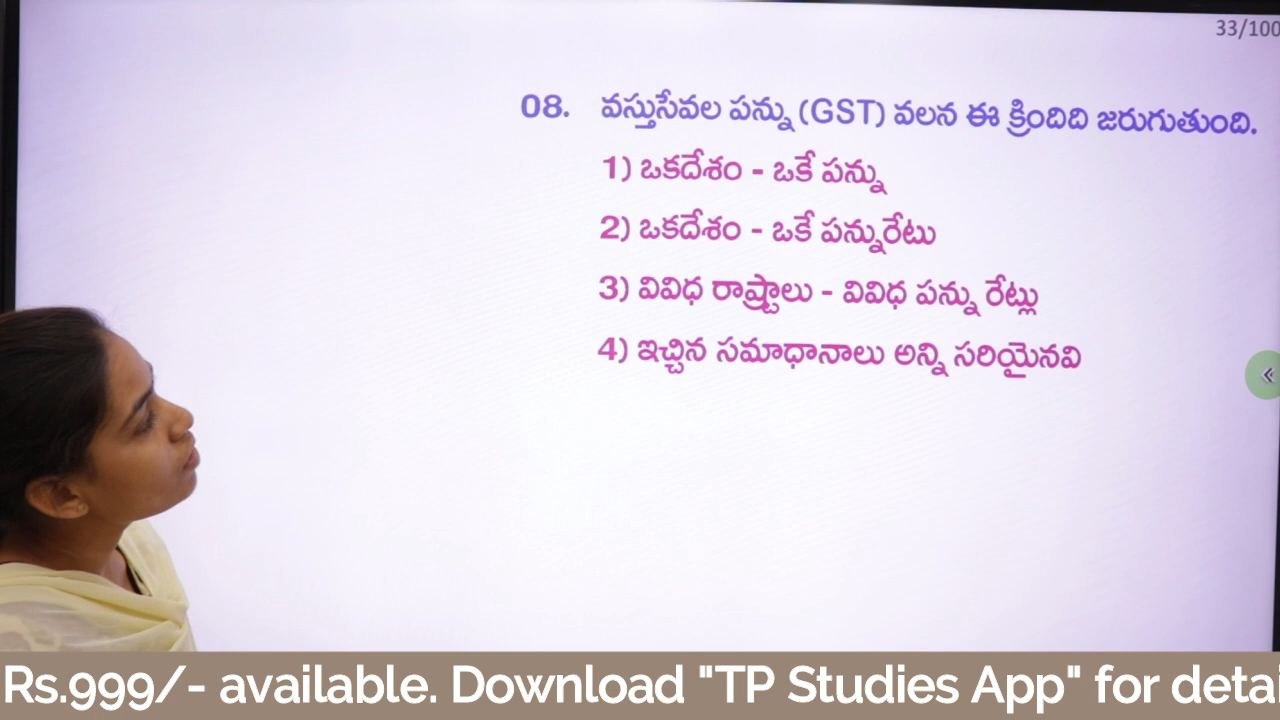 33/100
08. వస్తుసేవల పన్ను (GST) వలన ఈ క్రిందిది జరుగుతుంది.
1) ఒకదేశం - ఒకే పన్ను
2) ఒకదేశం - ఒకే పన్నురేటు
3) వివిధ రాష్ట్రాలు - వివిధ పన్ను రేట్లు
4) ఇచ్చిన సమాధానాలు అన్ని సరియైనవి
Rs.999/- available. Download "TP Studies App" for detai